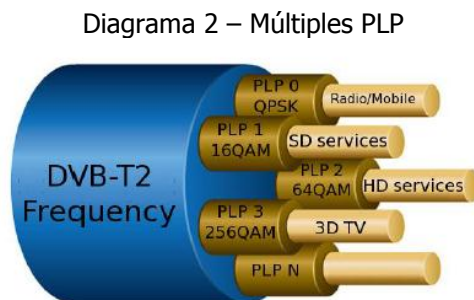 Diagrama 2 – Múltiples PLP
DVB-T2
Frequency
PLP 0
QPSK
Radio/Mobile
PLP 1
16QAM
SD services
PLP 2
64QAM
HD services
PLP 3
256QAM
3D TV
PLP N